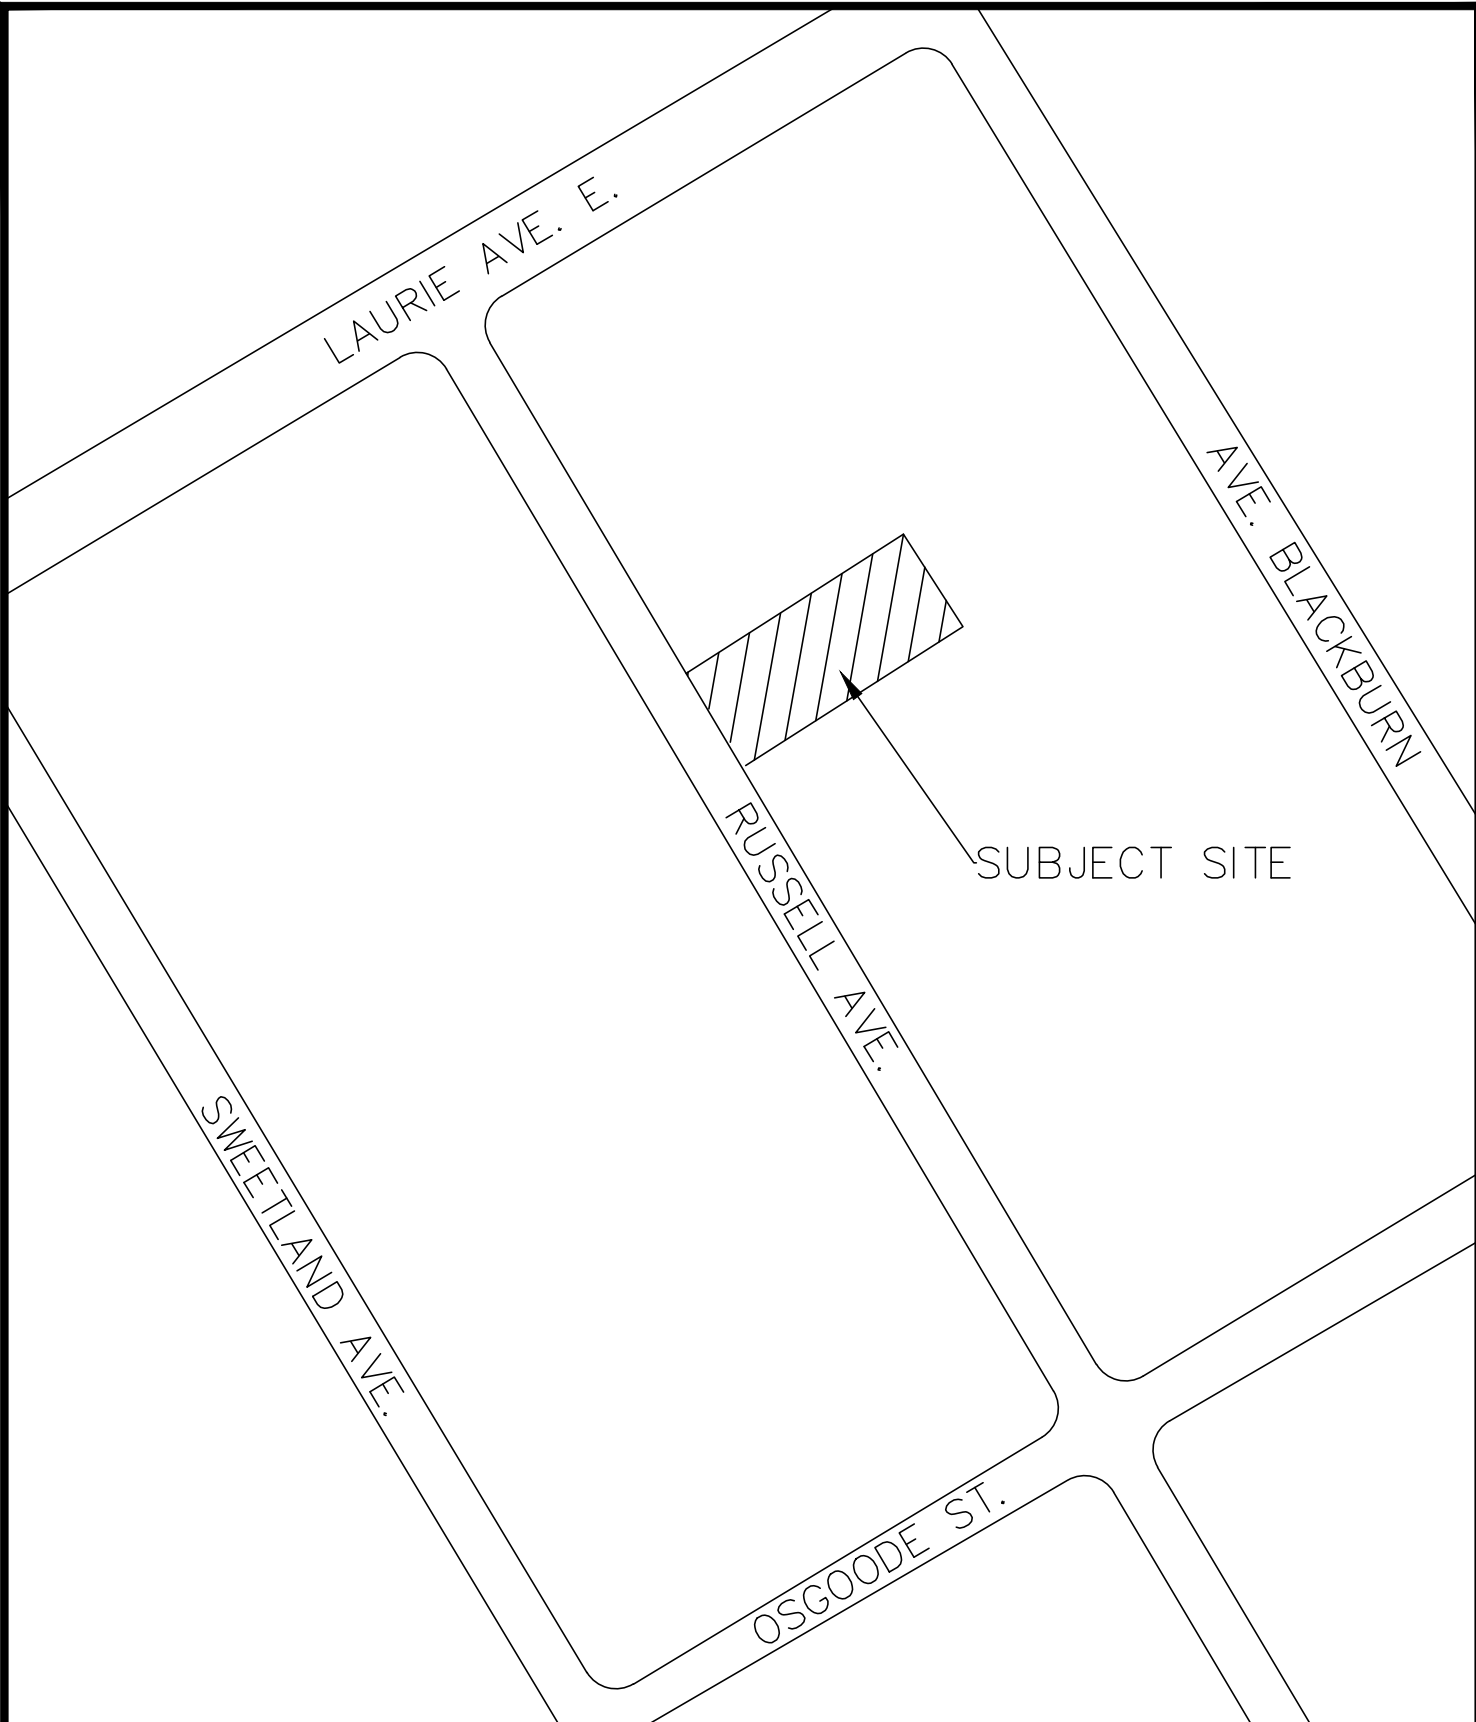 LAURIE AVE. E.
AVE. BLACKBURN
RUSSELL AVE.
SUBJECT SITE
SWEETLAND AVE.
OSGOODE ST.